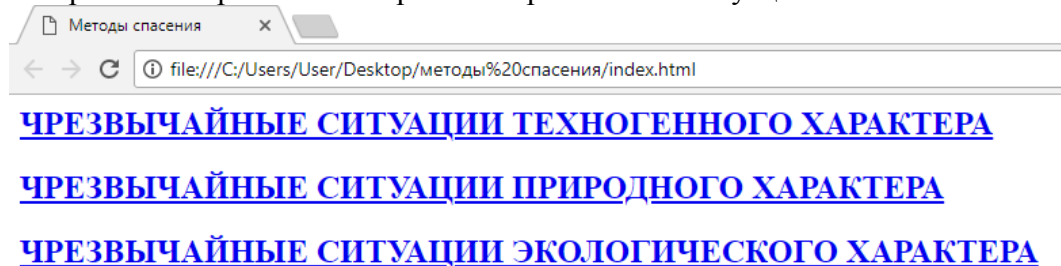 Методы спасения
file:///C:/Users/User/Desktop/методы%20спасения/index.html
ЧРЕЗВЫЧАЙНЫЕ СИТУАЦИИ ТЕХНОГЕННОГО ХАРАКТЕРА
ЧРЕЗВЫЧАЙНЫЕ СИТУАЦИИ ПРИРОДНОГО ХАРАКТЕРА
ЧРЕЗВЫЧАЙНЫЕ СИТУАЦИИ ЭКОЛОГИЧЕСКОГО ХАРАКТЕРА